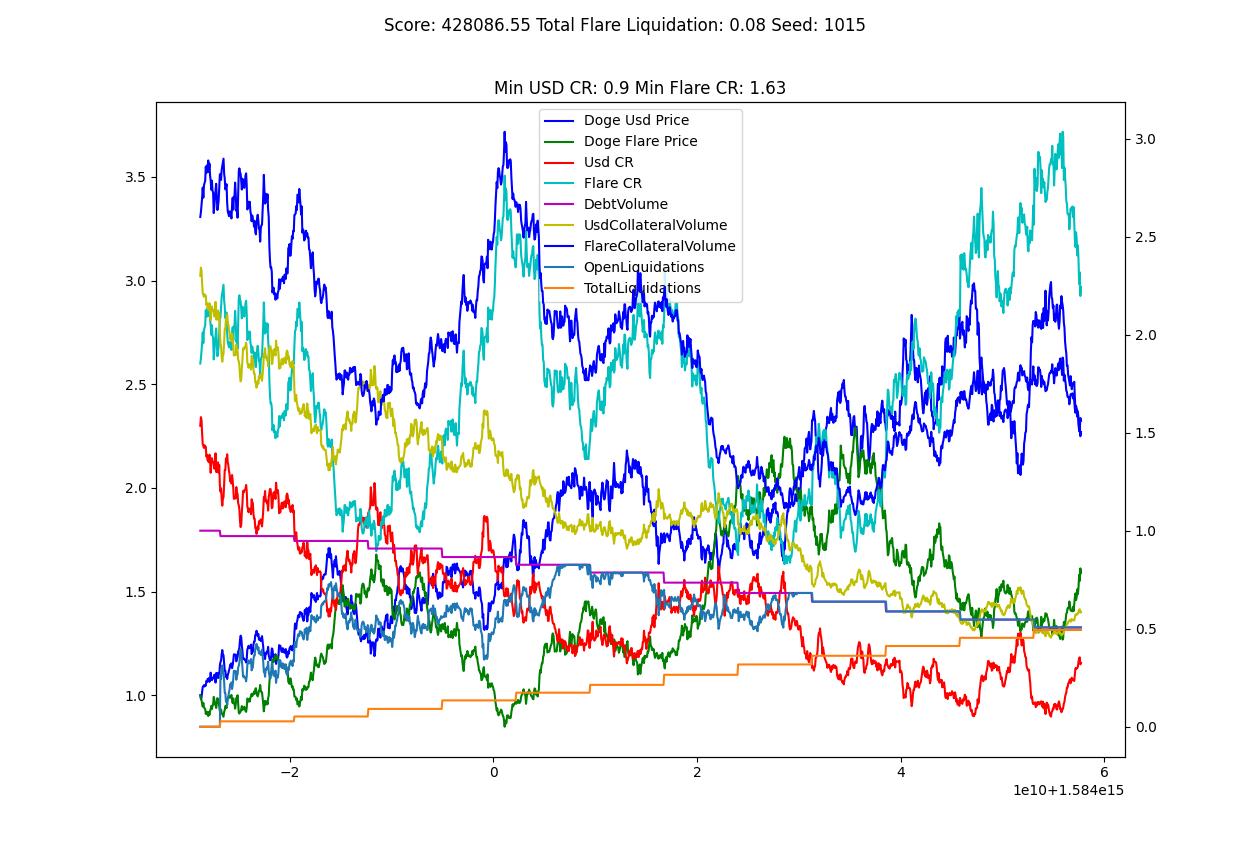 Score: 428086.55 Total Flare Liquidation: 0.08 Seed: 1015
Min USD CR: 0.9 Min Flare CR: 1.63
Doge Usd Price
Doge Flare Price
Usd CR
Flare CR
DebtVolume
UsdCollateralVolume
FlareCollateralVolume
OpenLiquidations
TotalLiquidations
3.5
3.0
2.5
2.0
1.5
1.0
3.0
2.5
2.0
1.5
1.0
0.5
0.0
−2 0 2 4 6
1e10+1.584e15